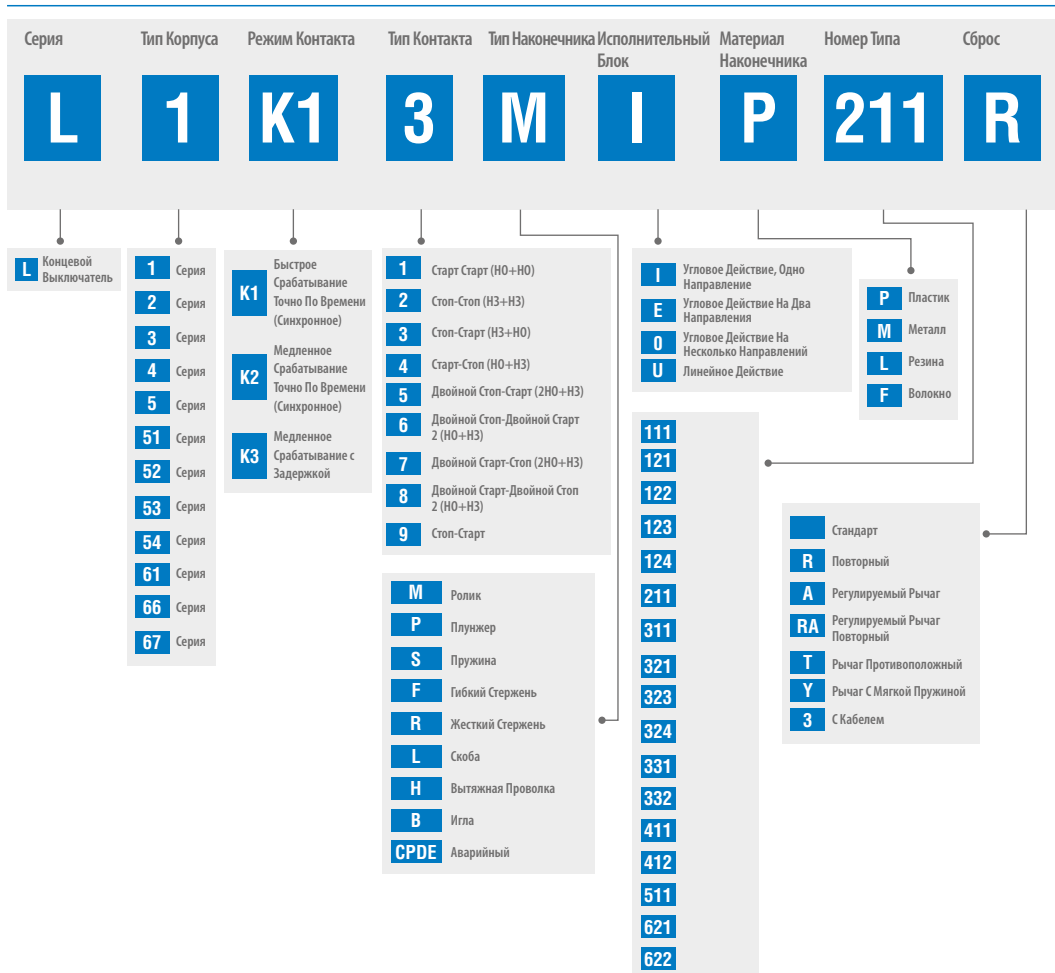 Серия
Тип Корпуса
Режим Контакта
Тип Контакта
Тип Наконечника
Исполнительный
Блок
Материал
Наконечника
Номер Типа
Сброс
L
1
K1
3
M
I
P
211
R
L
Концевой
Выключатель
1 Серия
2 Серия
3 Серия
4 Серия
5 Серия
51 Серия
52 Серия
53 Серия
54 Серия
61 Серия
66 Серия
67 Серия
K1
Быстрое
Срабатывание
Точно По Времени
(Синхронное)
K2
Медленное
Срабатывание
Точно По Времени
(Синхронное)
K3
Медленное
Срабатывание с
Задержкой
1 Старт Старт (НО+НО)
2 Стоп-Стоп (НЗ+НЗ)
3 Стоп-Старт (НЗ+НО)
4 Старт-Стоп (НО+НЗ)
5 Двойной Стоп-Старт (2НО+НЗ)
6 Двойной Стоп-Двойной Старт
2 (НО+НЗ)
7 Двойной Старт-Стоп (2НО+НЗ)
8 Двойной Старт-Двойной Стоп
2 (НО+НЗ)
9 Стоп-Старт
M Ролик
P Плунжер
S Пружина
F Гибкий Стержень
R Жесткий Стержень
L Скоба
H Вытяжная Проволка
B Игла
CPDE Аварийный
I Угловое Действие, Одно
Направление
E Угловое Действие На Два
Направления
0 Угловое Действие На
Несколько Направлений
U Линейное Действие
P Пластик
M Металл
L Резина
F Волокно
111
121
122
123
124
211
311
321
323
324
331
332
411
412
511
621
622
Стандарт
R Повторный
A Регулируемый Рычаг
RA Регулируемый Рычаг
Повторный
T Рычаг Противоположный
Y Рычаг С Мягкой Пружиной
3 С Кабелем